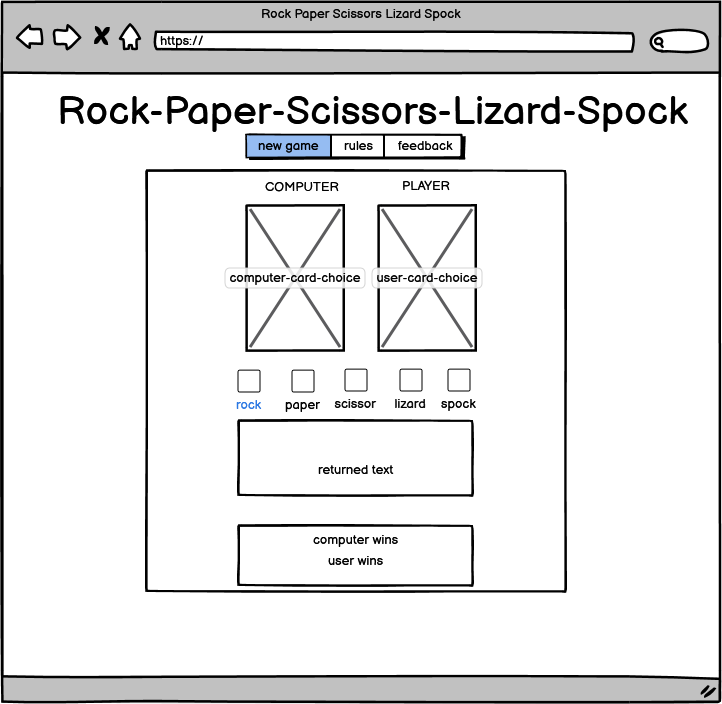 Rock Paper Scissors Lizard Spock
https://
Rock-Paper-Scissors-Lizard-Spock
new game rules feedback
COMPUTER PLAYER
computer-card-choice user-card-choice
rock paper scissor lizard spock
returned text
computer wins
user wins